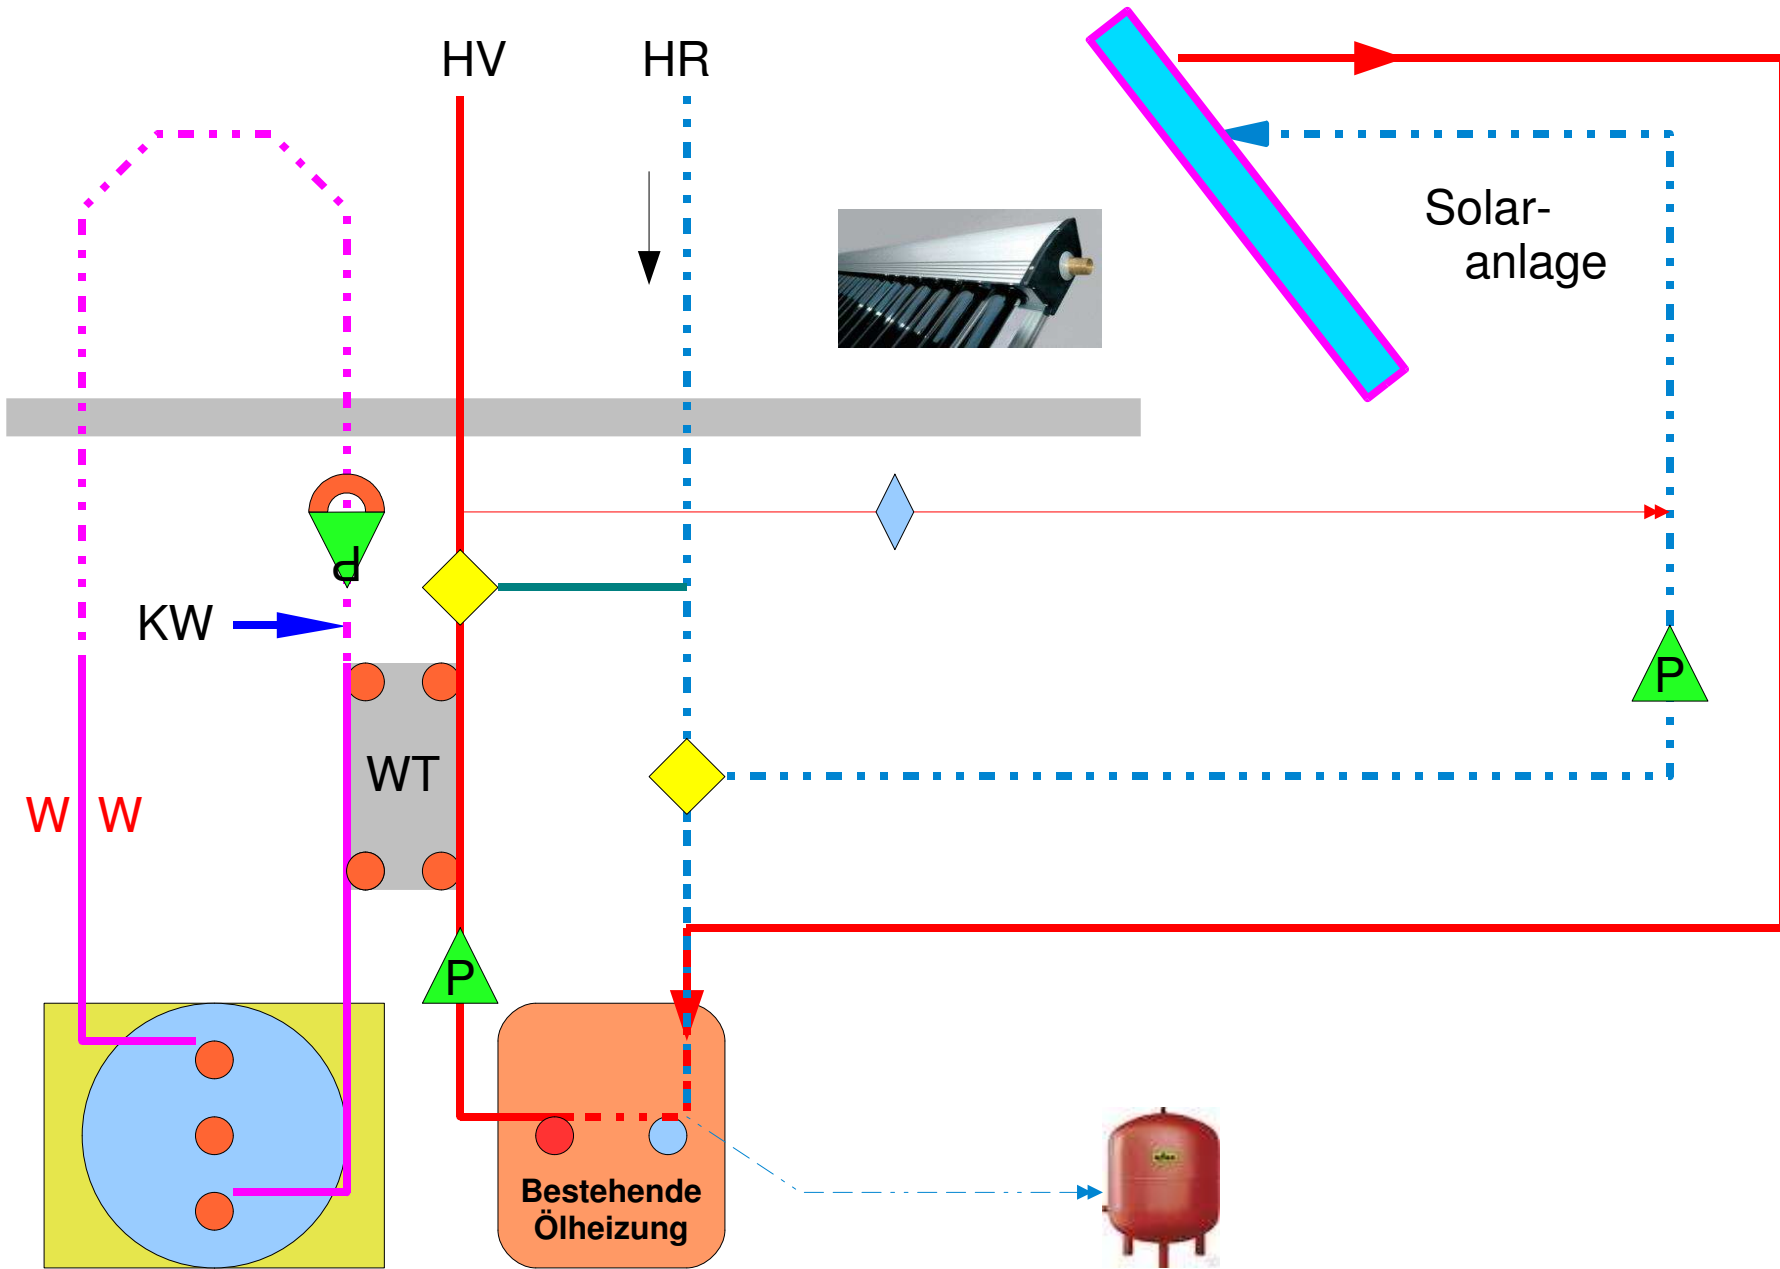 HV
HR
Solar-
anlage
P
KW
P
WT
W W
P
Bestehende
Ölheizung